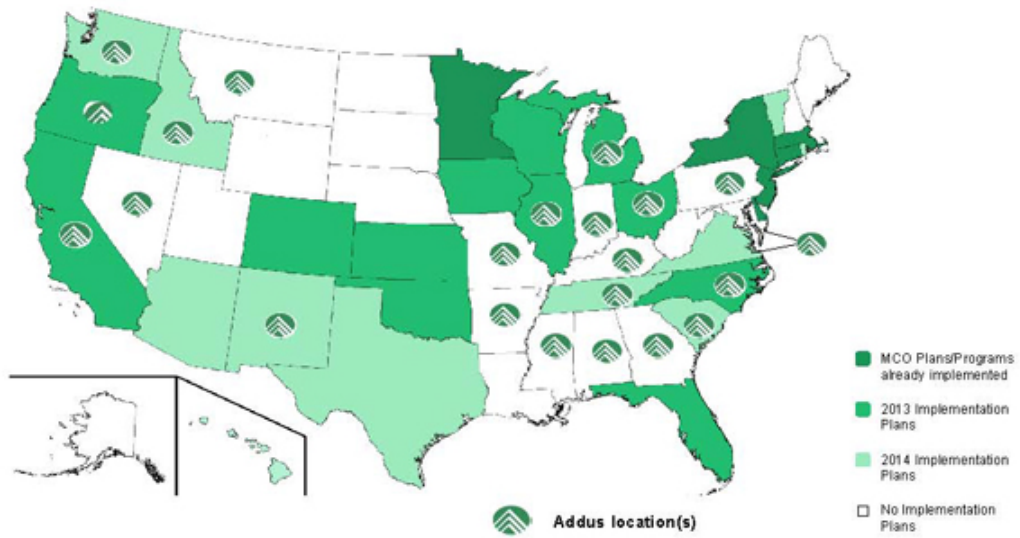 MCO Plans/Programs
already implemented
2013 Implementation
Plans
2014 Implementation
Plans
No Implementation
Plans
Addus location(s)